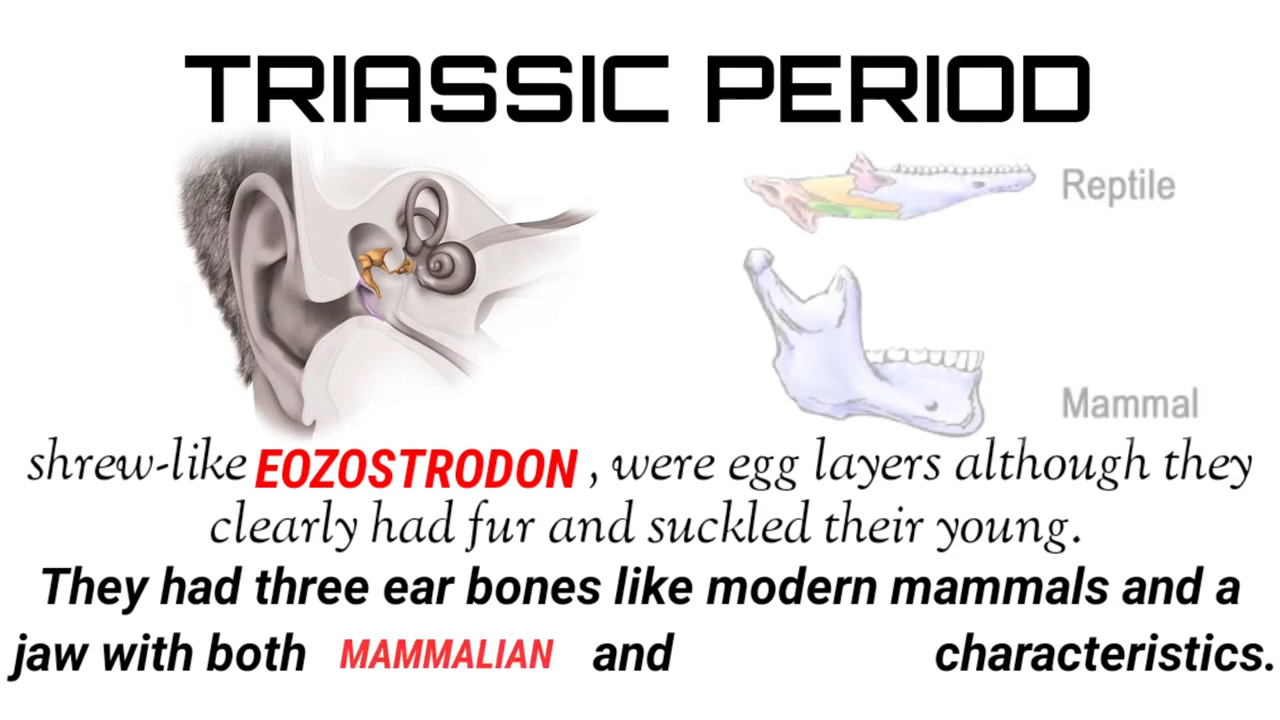 TRIASSIC PERIOD
Reptile
Mammal
shrew-like EOZOSTRODON , were egg layers although they
clearly had fur and suckled their young.
They had three ear bones like modern mammals and a
jaw with both MAMMALIAN and characteristics.